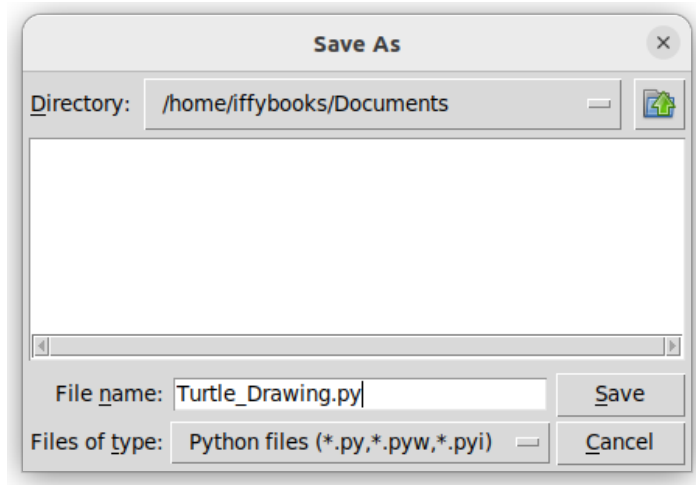 Save As
Directory: /home/iffybooks/Documents
File name: Turtle_Drawing.py Save
Files of type: Python files (*.py,*.pyw,*.pyi) Cancel